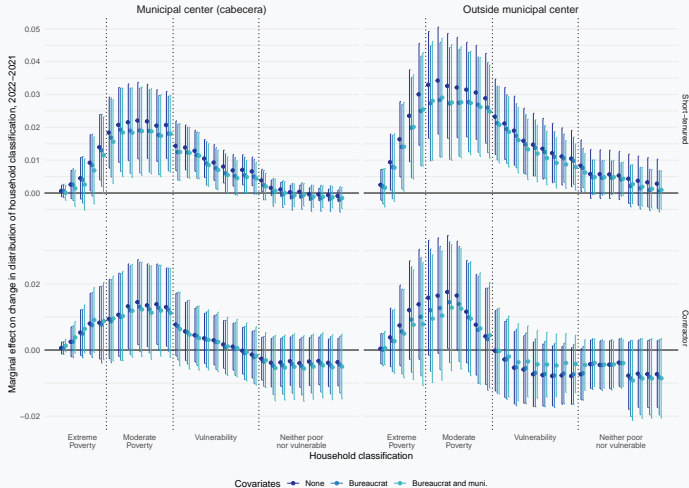 Municipal center (cabecera)
Outside municipal center
Marginal effect on change in distribution of household classification, 2022−2021
0.05
0.04
0.03
0.02
0.01
0.00
Short−tenured
0.02
0.00
−0.02
Contractor
Extreme
Poverty
Moderate
Poverty
Vulnerability
Neither poor
nor vulnerable
Extreme
Poverty
Moderate
Poverty
Vulnerability
Neither poor
nor vulnerable
Household classification
Covariates None Bureaucrat Bureaucrat and muni.